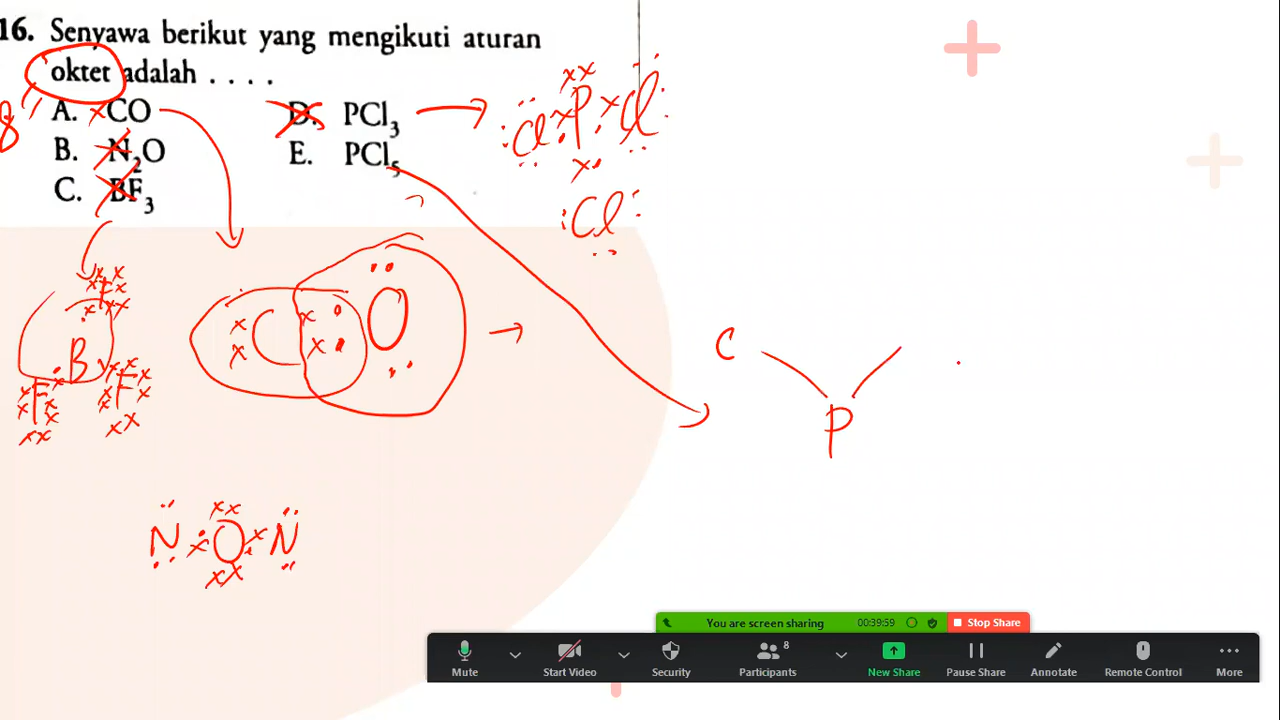 16. Senyawa berikut yang mengikuti aturan
oktet adalah . . . .
8
A. CO
B. N2O
C. BF3
D. PCl3
E. PCl5
Cl P Cl
Cl
F
B
F F
C O
N O N
C
P
You are screen sharing 00:39:59 Stop Share
Mute Start Video Security Participants 8 New Share Pause Share Annotate Remote Control More